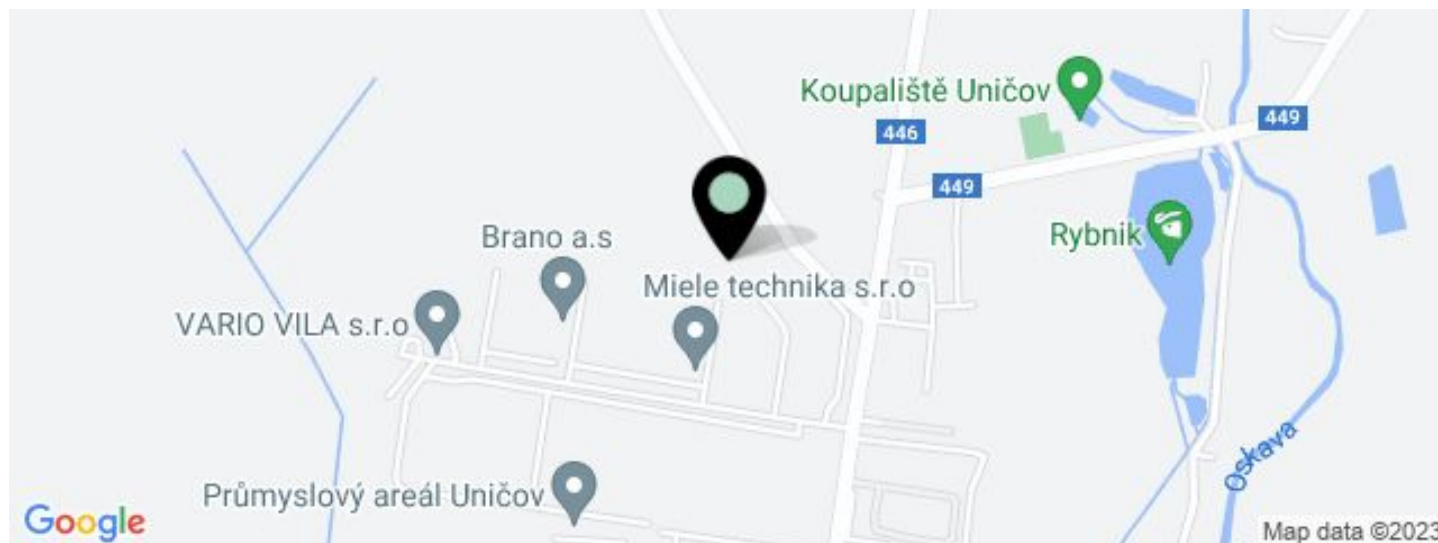 Koupaliště Uničov
449
446
449
Rybnik
Brano a.s
Miele technika s.r.o
VARIO VILA s.r.o
Oskava
Průmyslový areál Uničov
Google
Map data ©2023